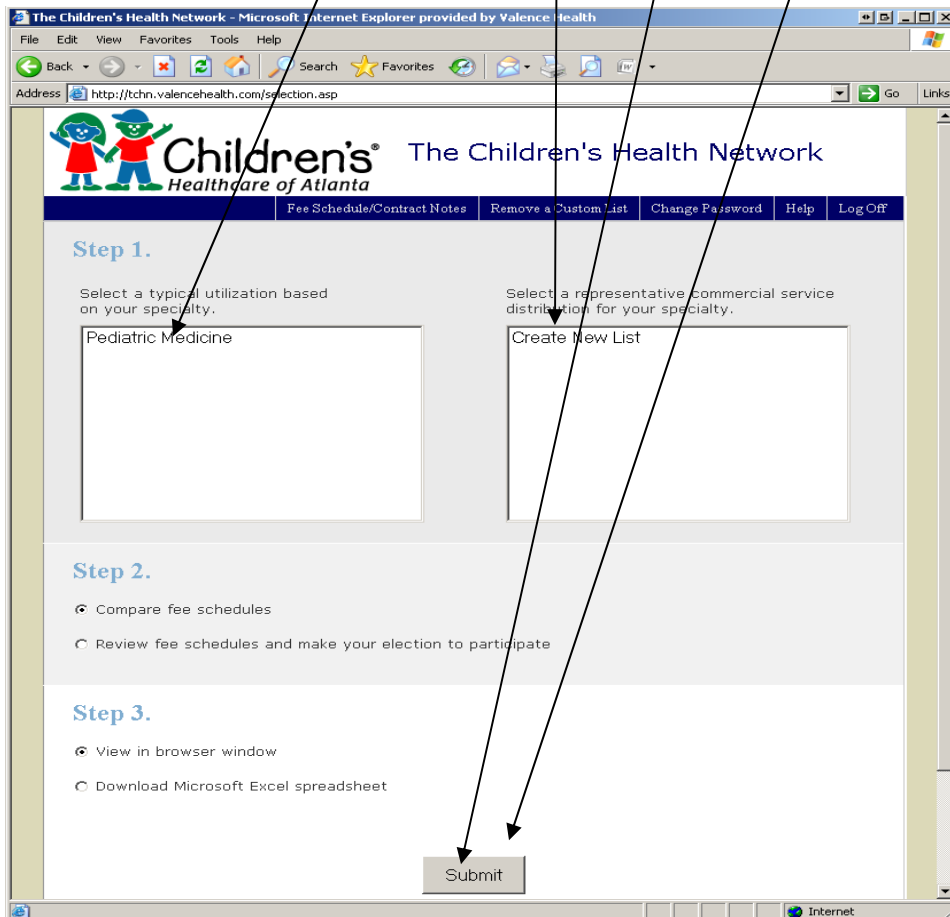 The Children's Health Network - Microsoft Internet Explorer provided by Valence Health
File Edit View Favorites Tools Help
Back Search Favorites
Address http://tchn.valencehealth.com/selection.asp Go Links
Children's® The Children's Health Network
Healthcare of Atlanta
Fee Schedule/Contract Notes Remove a Custom List Change Password Help Log Off
Step 1.
Select a typical utilization based
on your specialty.
Select a representative commercial service
distribution for your specialty.
Pediatric Medicine
Create New List
Step 2.
Compare fee schedules
Review fee schedules and make your election to participate
Step 3.
View in browser window
Download Microsoft Excel spreadsheet
Submit
Internet